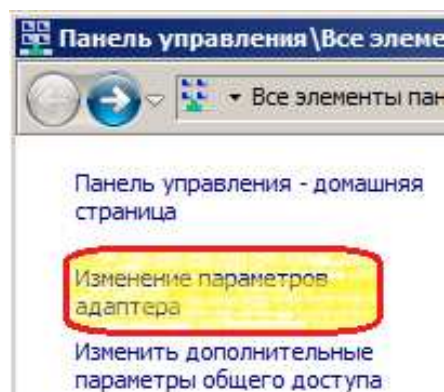 Панель управления\Все элеме
Все элементы пан
Панель управления - домашняя
страница
Изменение параметров
адаптера
Изменить дополнительные
параметры общего доступа